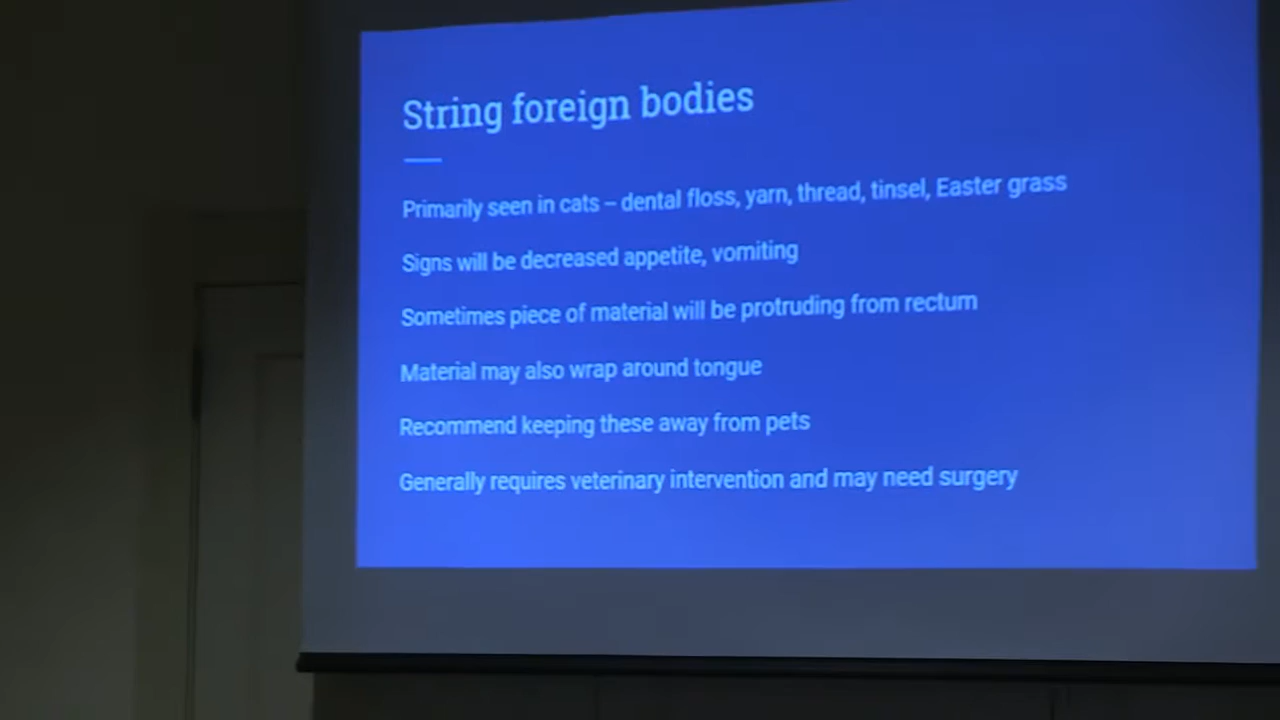 String foreign bodies
Primarily seen in cats – dental floss, yarn, thread, tinsel, Easter grass
Signs will be decreased appetite, vomiting
Sometimes piece of material will be protruding from rectum
Material may also wrap around tongue
Recommend keeping these away from pets
Generally requires veterinary intervention and may need surgery